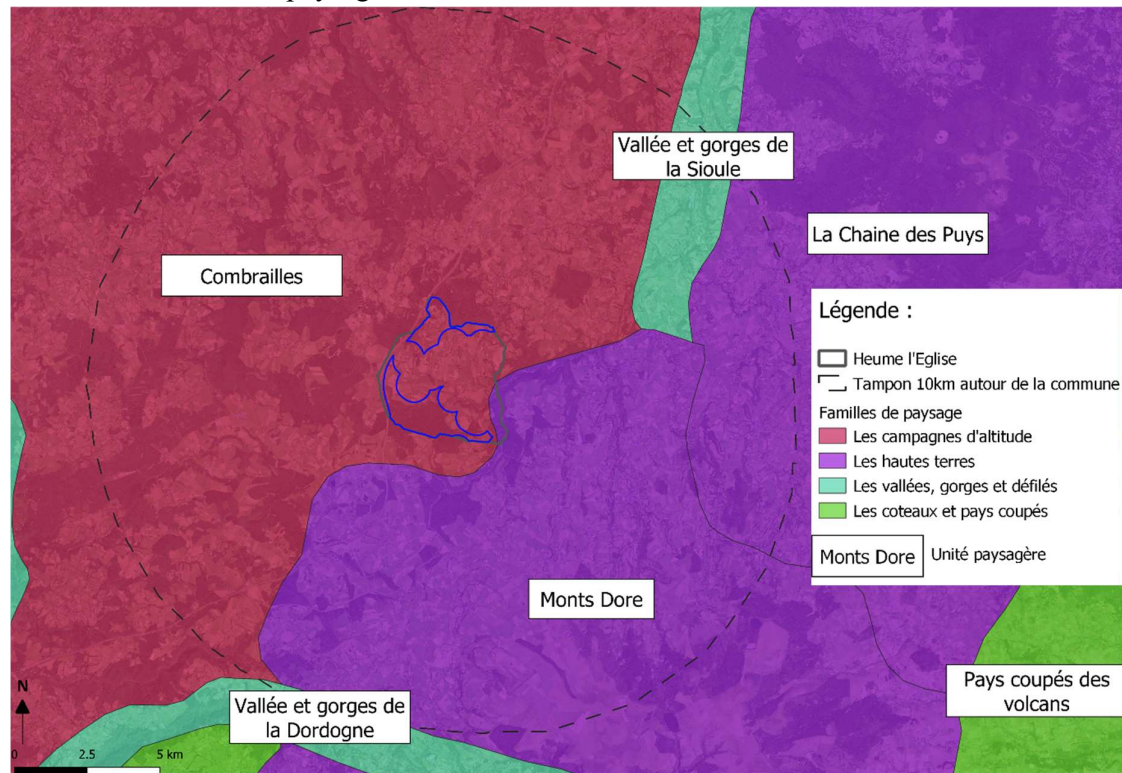 Vallée et gorges de
la Sioule
La Chaine des Puys
Combrailles
Légende :
Heume l'Eglise
Tampon 10km autour de la commune
Familles de paysage
Les campagnes d'altitude
Les hautes terres
Les vallées, gorges et défilés
Les coteaux et pays coupés
Monts Dore Unité paysagère
Monts Dore
Pays coupés des
volcans
Vallée et gorges de
la Dordogne
N
0 2.5 5 km